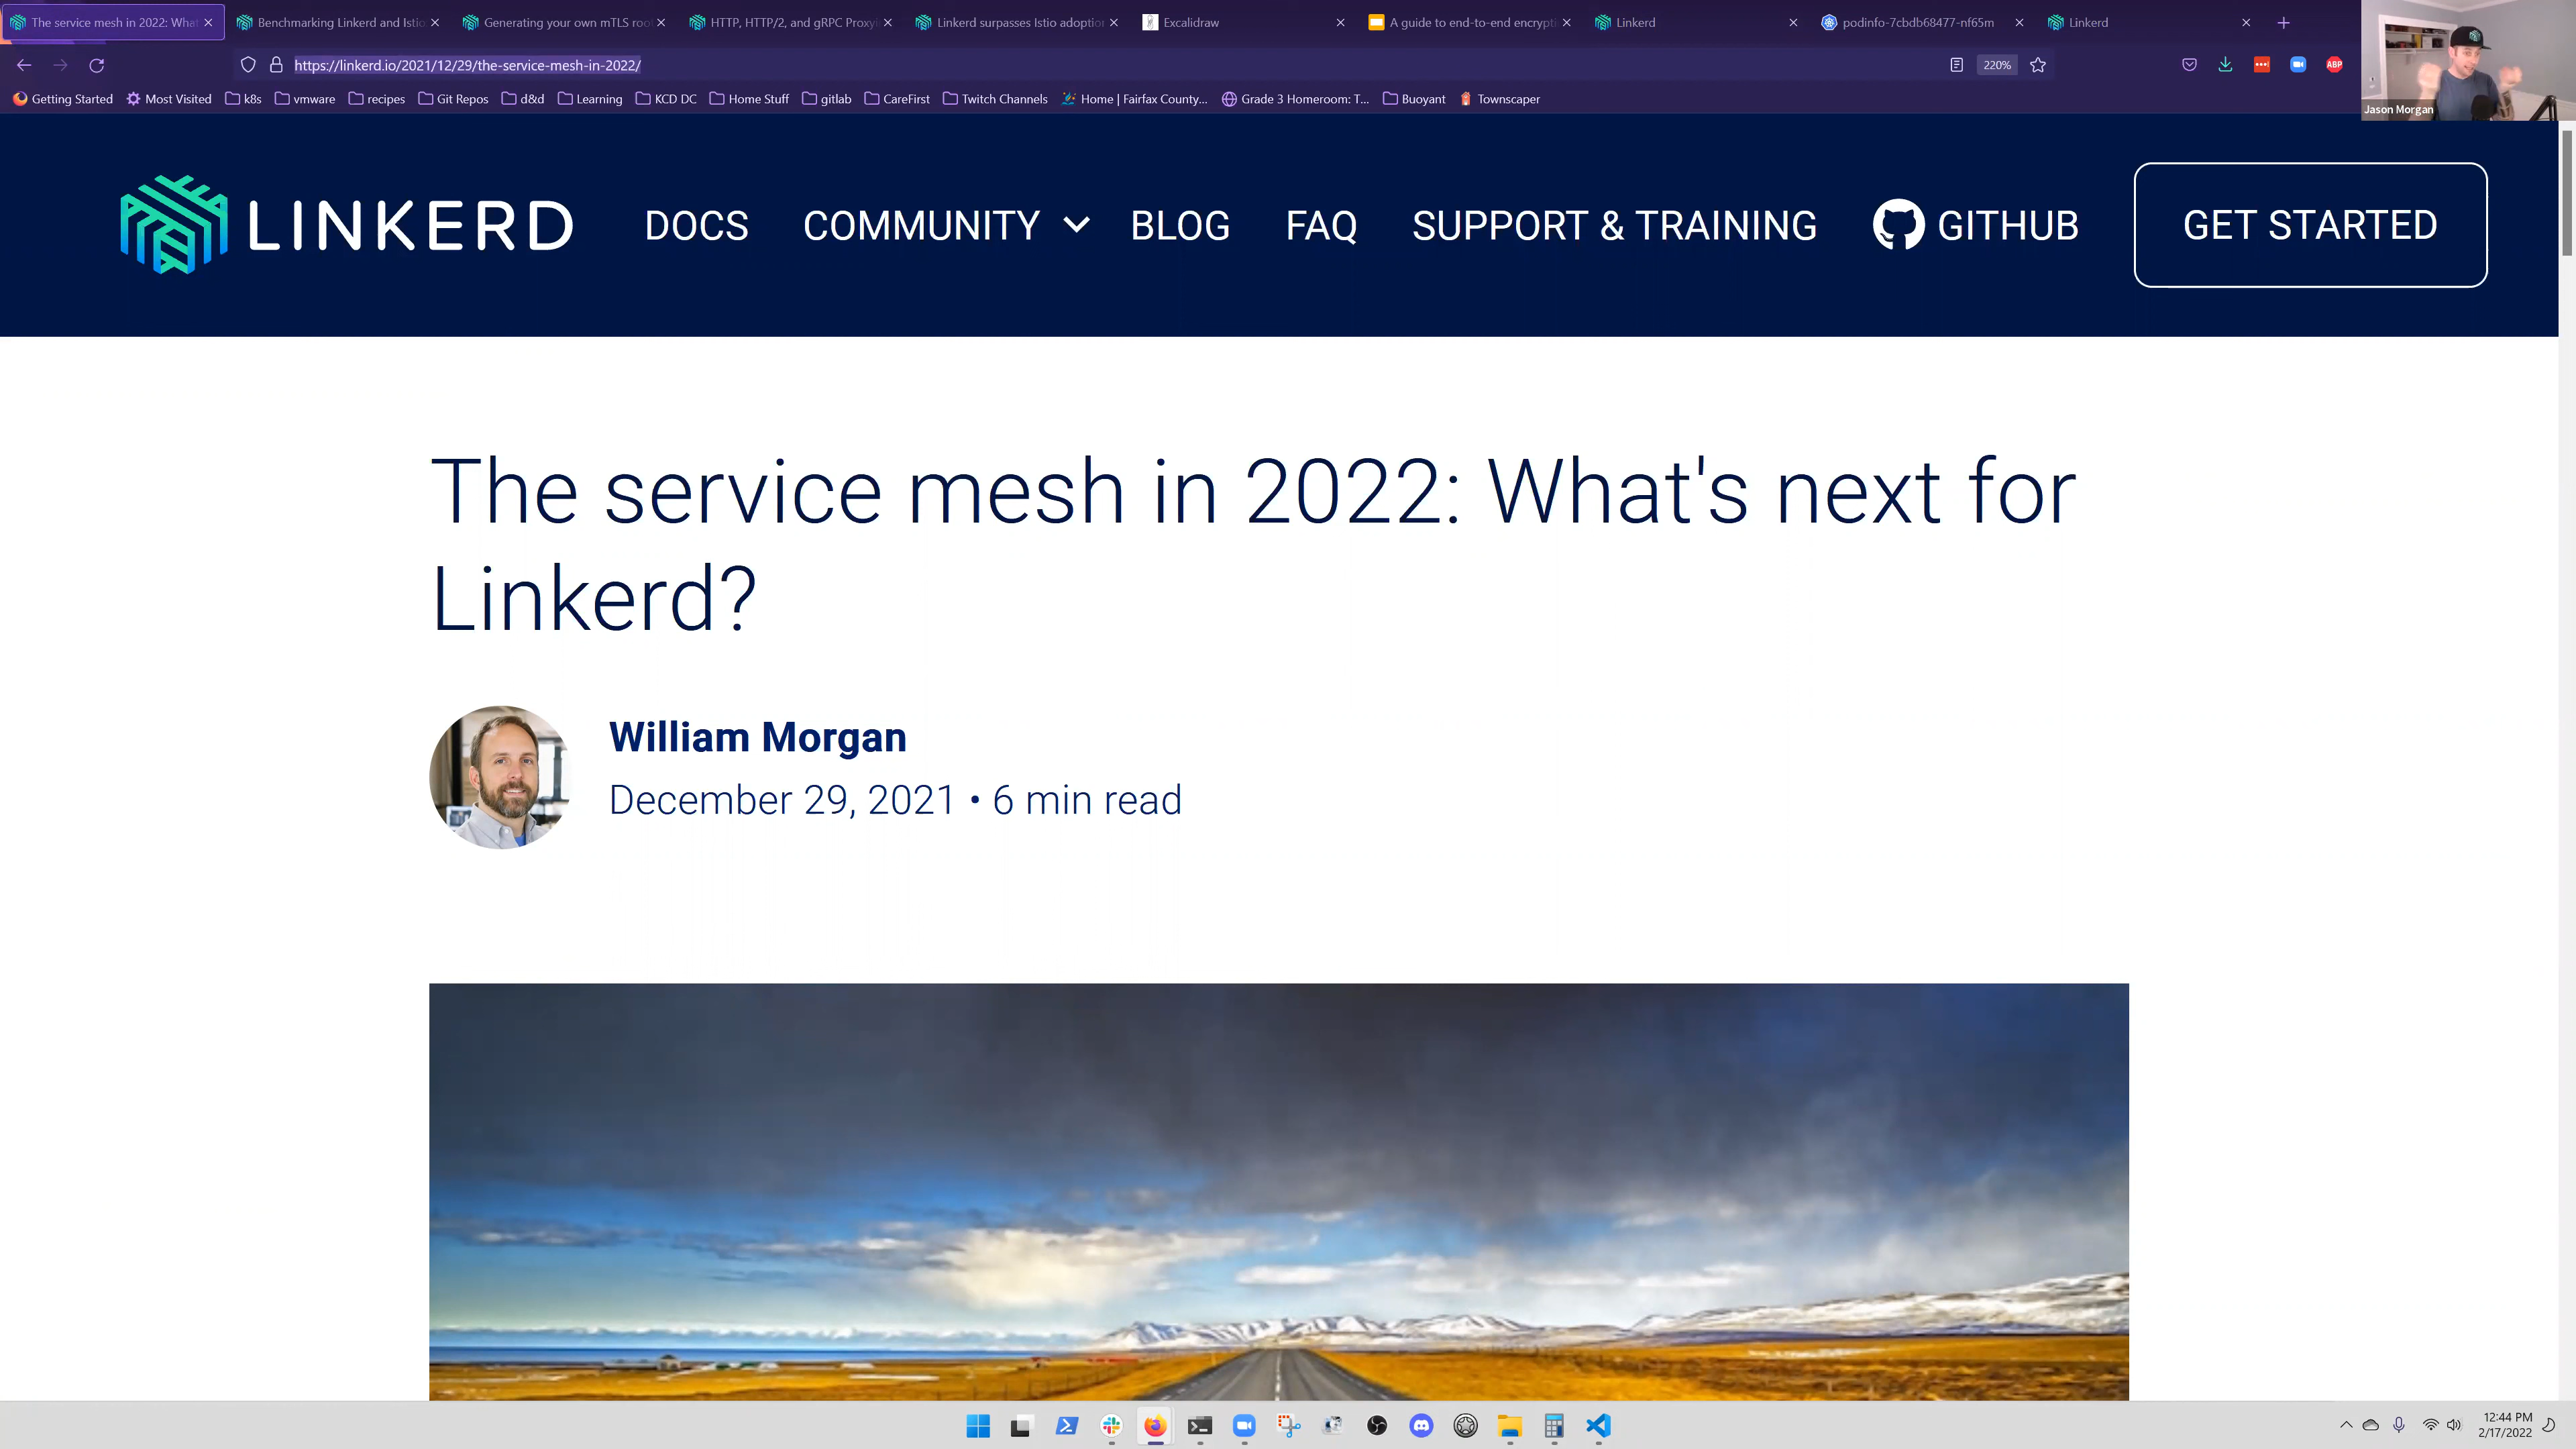 The service mesh in 2022: Wha
Benchmarking Linkerd and Istio
Generating your own mTLS roo
HTTP, HTTP/2, and gRPC Proxyi
Linkerd surpasses Istio adoptio
Excalidraw
A guide to end-to-end encrypti
Linkerd
podinfo-7cbdb68477-nf65m
Linkerd
https://linkerd.io/2021/12/29/the-service-mesh-in-2022/
220%
ABP
Getting Started
Most Visited
k8s
vmware
recipes
Git Repos
d&d
Learning
KCD DC
Home Stuff
gitlab
CareFirst
Twitch Channels
Home | Fairfax County...
Grade 3 Homeroom: T...
Buoyant
Townscaper
Jason Morgan
LINKERD
DOCS
COMMUNITY
BLOG
FAQ
SUPPORT & TRAINING
GITHUB
GET STARTED
The service mesh in 2022: What's next for
Linkerd?
William Morgan
December 29, 2021 • 6 min read
12:44 PM
2/17/2022